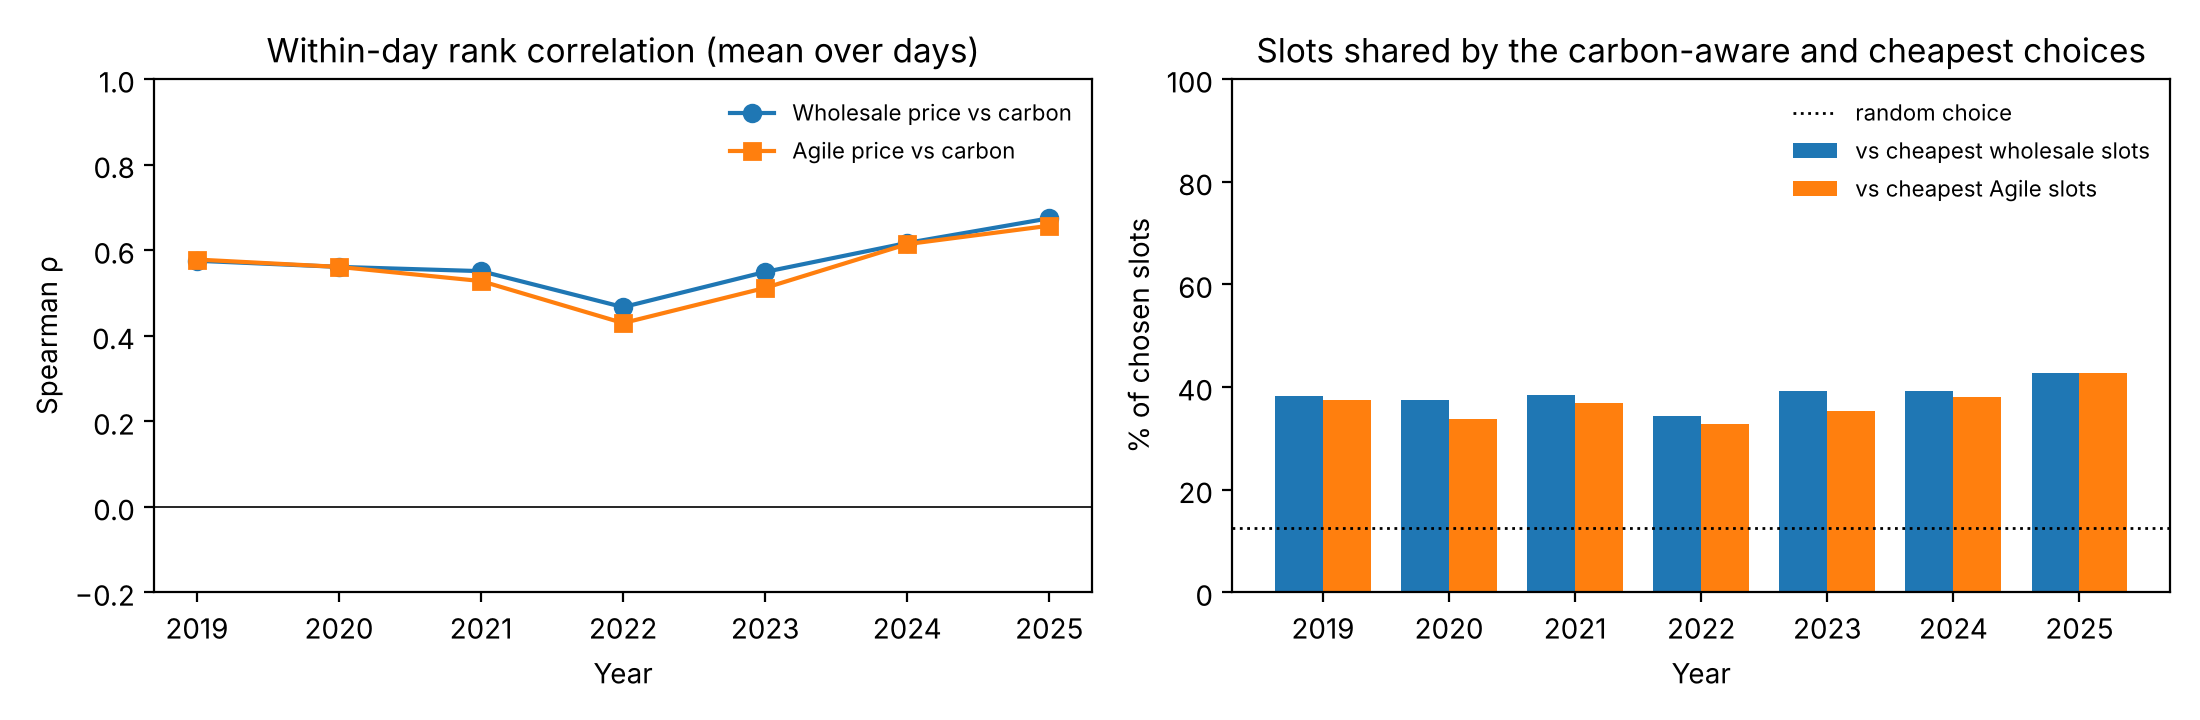 Within-day rank correlation (mean over days)
1.0
0.8
0.6
0.4
0.2
0.0
−0.2
Spearman ρ
Wholesale price vs carbon
Agile price vs carbon
2019 2020 2021 2022 2023 2024 2025
Year
Slots shared by the carbon-aware and cheapest choices
100
80
60
40
20
0
% of chosen slots
random choice
vs cheapest wholesale slots
vs cheapest Agile slots
2019 2020 2021 2022 2023 2024 2025
Year